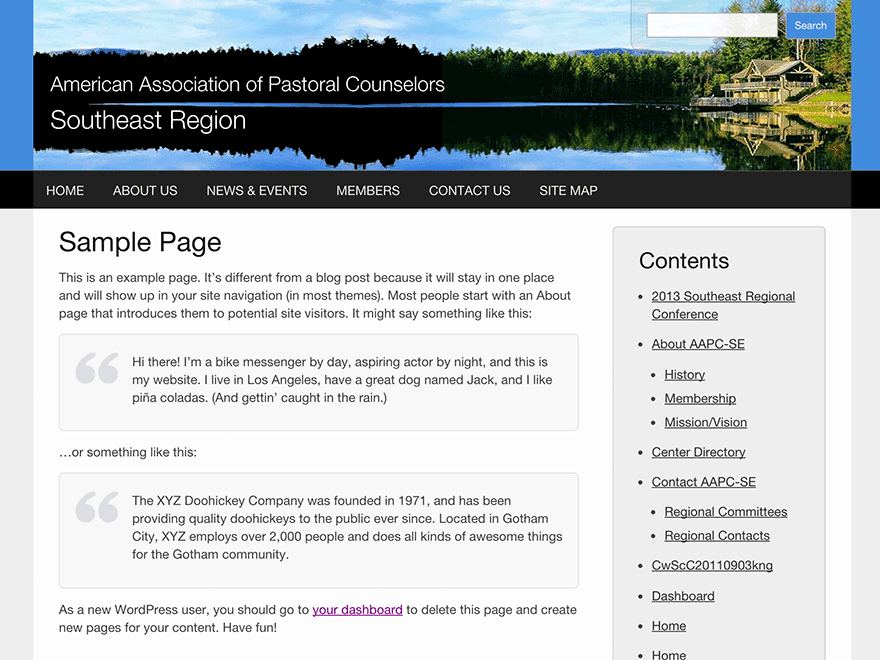 Search
American Association of Pastoral Counselors
Southeast Region
HOME ABOUT US NEWS & EVENTS MEMBERS CONTACT US SITE MAP
Sample Page
This is an example page. It’s different from a blog post because it will stay in one place
and will show up in your site navigation (in most themes). Most people start with an About
page that introduces them to potential site visitors. It might say something like this:
Hi there! I’m a bike messenger by day, aspiring actor by night, and this is
my website. I live in Los Angeles, have a great dog named Jack, and I like
piña coladas. (And gettin’ caught in the rain.)
…or something like this:
The XYZ Doohickey Company was founded in 1971, and has been
providing quality doohickeys to the public ever since. Located in Gotham
City, XYZ employs over 2,000 people and does all kinds of awesome things
for the Gotham community.
As a new WordPress user, you should go to your dashboard to delete this page and create
new pages for your content. Have fun!
Contents
2013 Southeast Regional
Conference
About AAPC-SE
History
Membership
Mission/Vision
Center Directory
Contact AAPC-SE
Regional Committees
Regional Contacts
CwScC20110903kng
Dashboard
Home
Home